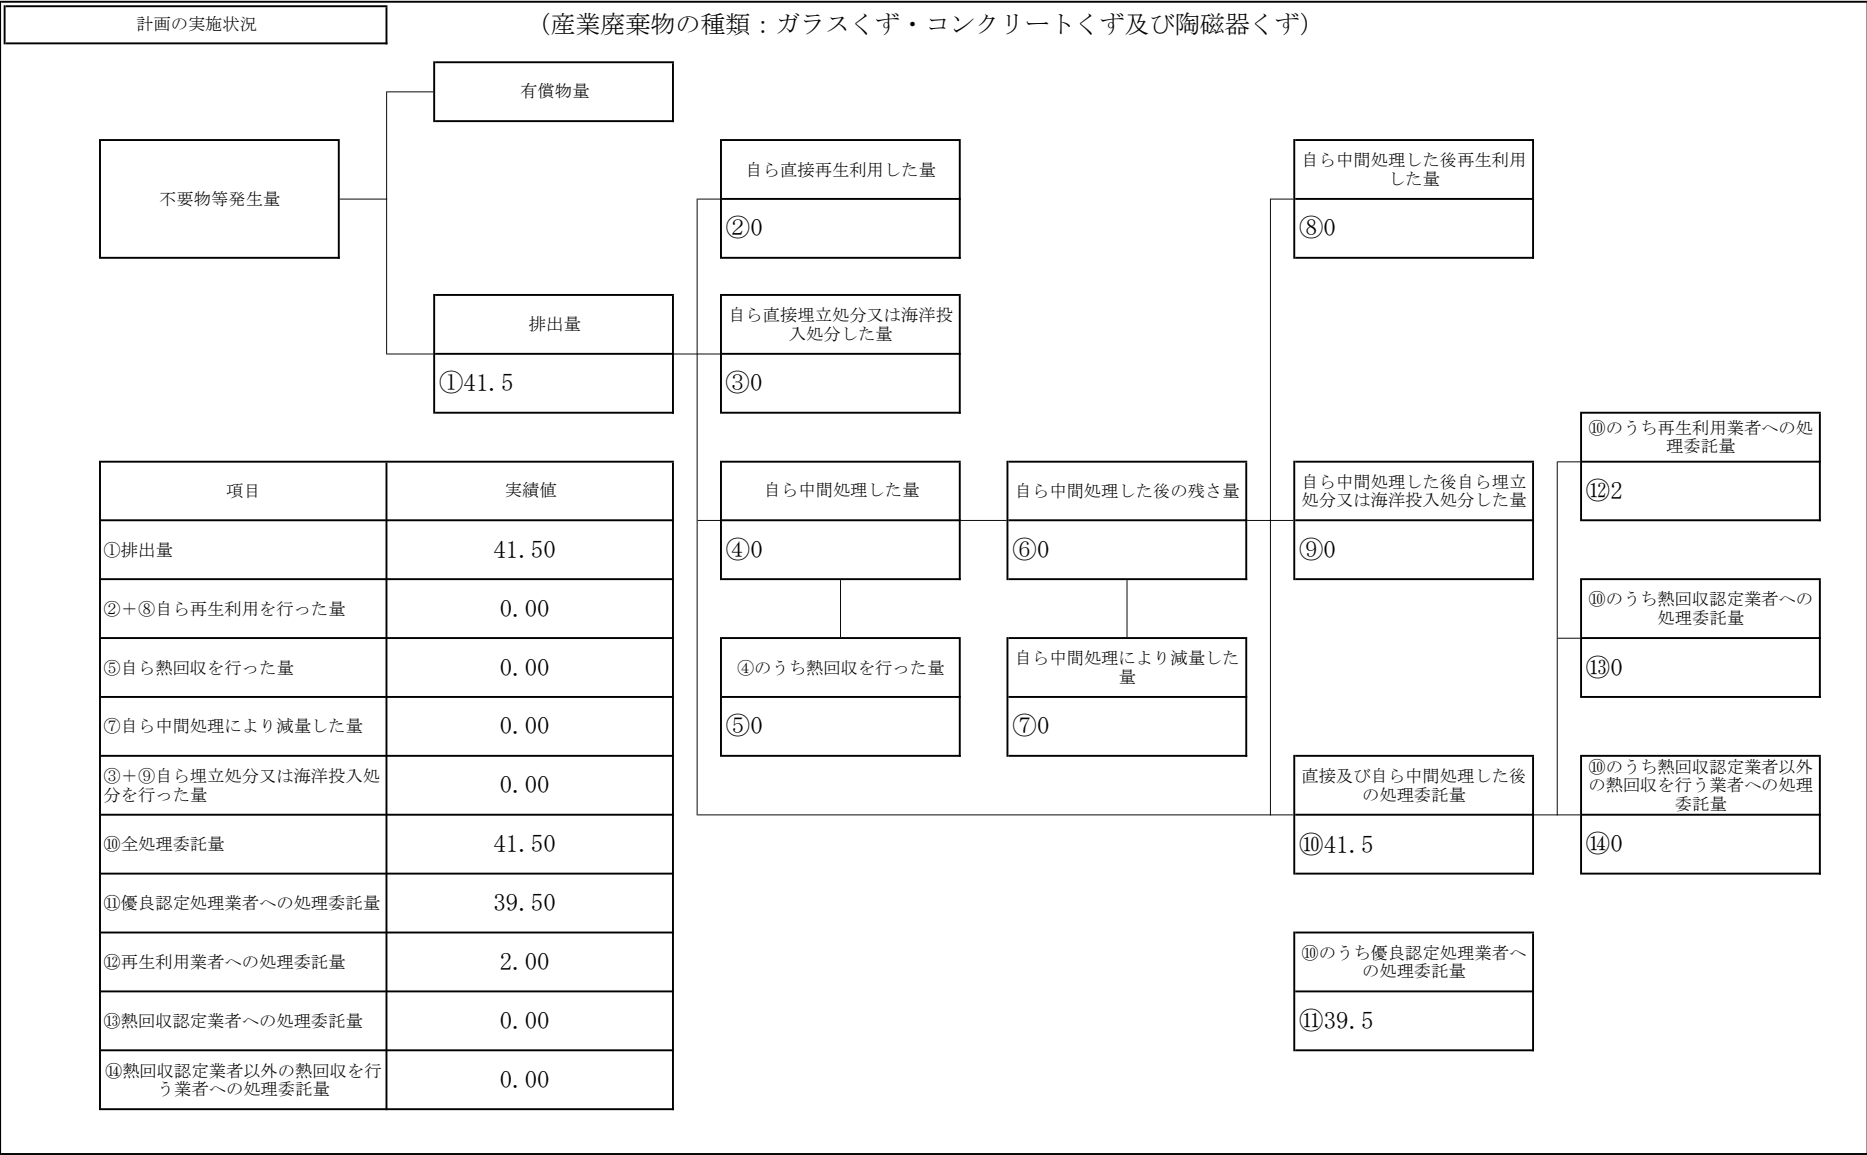 計画の実施状況
（産業廃棄物の種類：ガラスくず・コンクリートくず及び陶磁器くず）
有償物量
不要物等発生量
自ら直接再生利用した量
②0
自ら中間処理した後再生利用
した量
⑧0
排出量
①41.5
自ら直接埋立処分又は海洋投
入処分した量
③0
⑩のうち再生利用業者への処
理委託量
⑫2
自ら中間処理した量
④0
自ら中間処理した後の残さ量
⑥0
自ら中間処理した後自ら埋立
処分又は海洋投入処分した量
⑨0
⑩のうち熱回収認定業者への
処理委託量
⑬0
④のうち熱回収を行った量
⑤0
自ら中間処理により減量した
量
⑦0
直接及び自ら中間処理した後
の処理委託量
⑩41.5
⑩のうち熱回収認定業者以外
の熱回収を行う業者への処理
委託量
⑭0
⑩のうち優良認定処理業者へ
の処理委託量
⑪39.5
項目 実績値
①排出量 41.50
②＋⑧自ら再生利用を行った量 0.00
⑤自ら熱回収を行った量 0.00
⑦自ら中間処理により減量した量 0.00
③＋⑨自ら埋立処分又は海洋投入処
分を行った量 0.00
⑩全処理委託量 41.50
⑪優良認定処理業者への処理委託量 39.50
⑫再生利用業者への処理委託量 2.00
⑬熱回収認定業者への処理委託量 0.00
⑭熱回収認定業者以外の熱回収を行
う業者への処理委託量 0.00